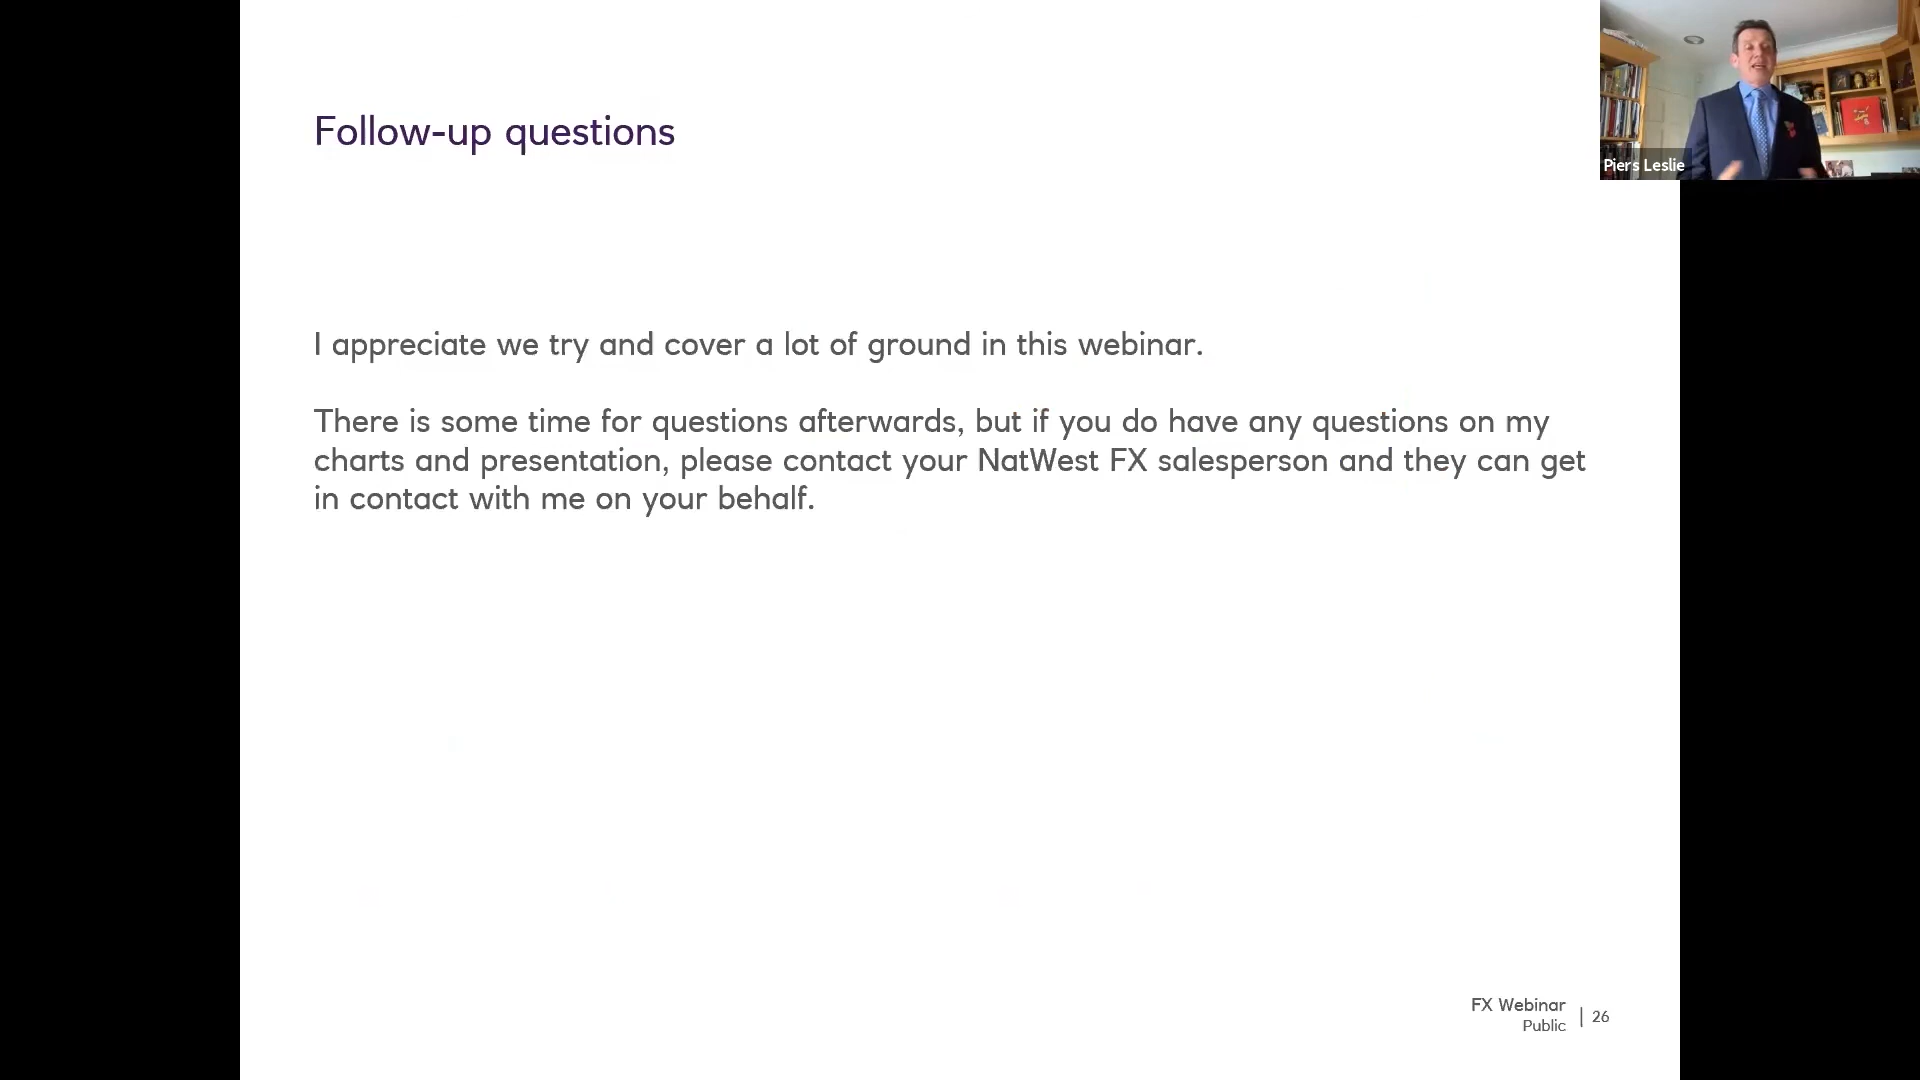 Follow-up questions
Piers Leslie
I appreciate we try and cover a lot of ground in this webinar.
There is some time for questions afterwards, but if you do have any questions on my
charts and presentation, please contact your NatWest FX salesperson and they can get
in contact with me on your behalf.
FX Webinar
Public
26